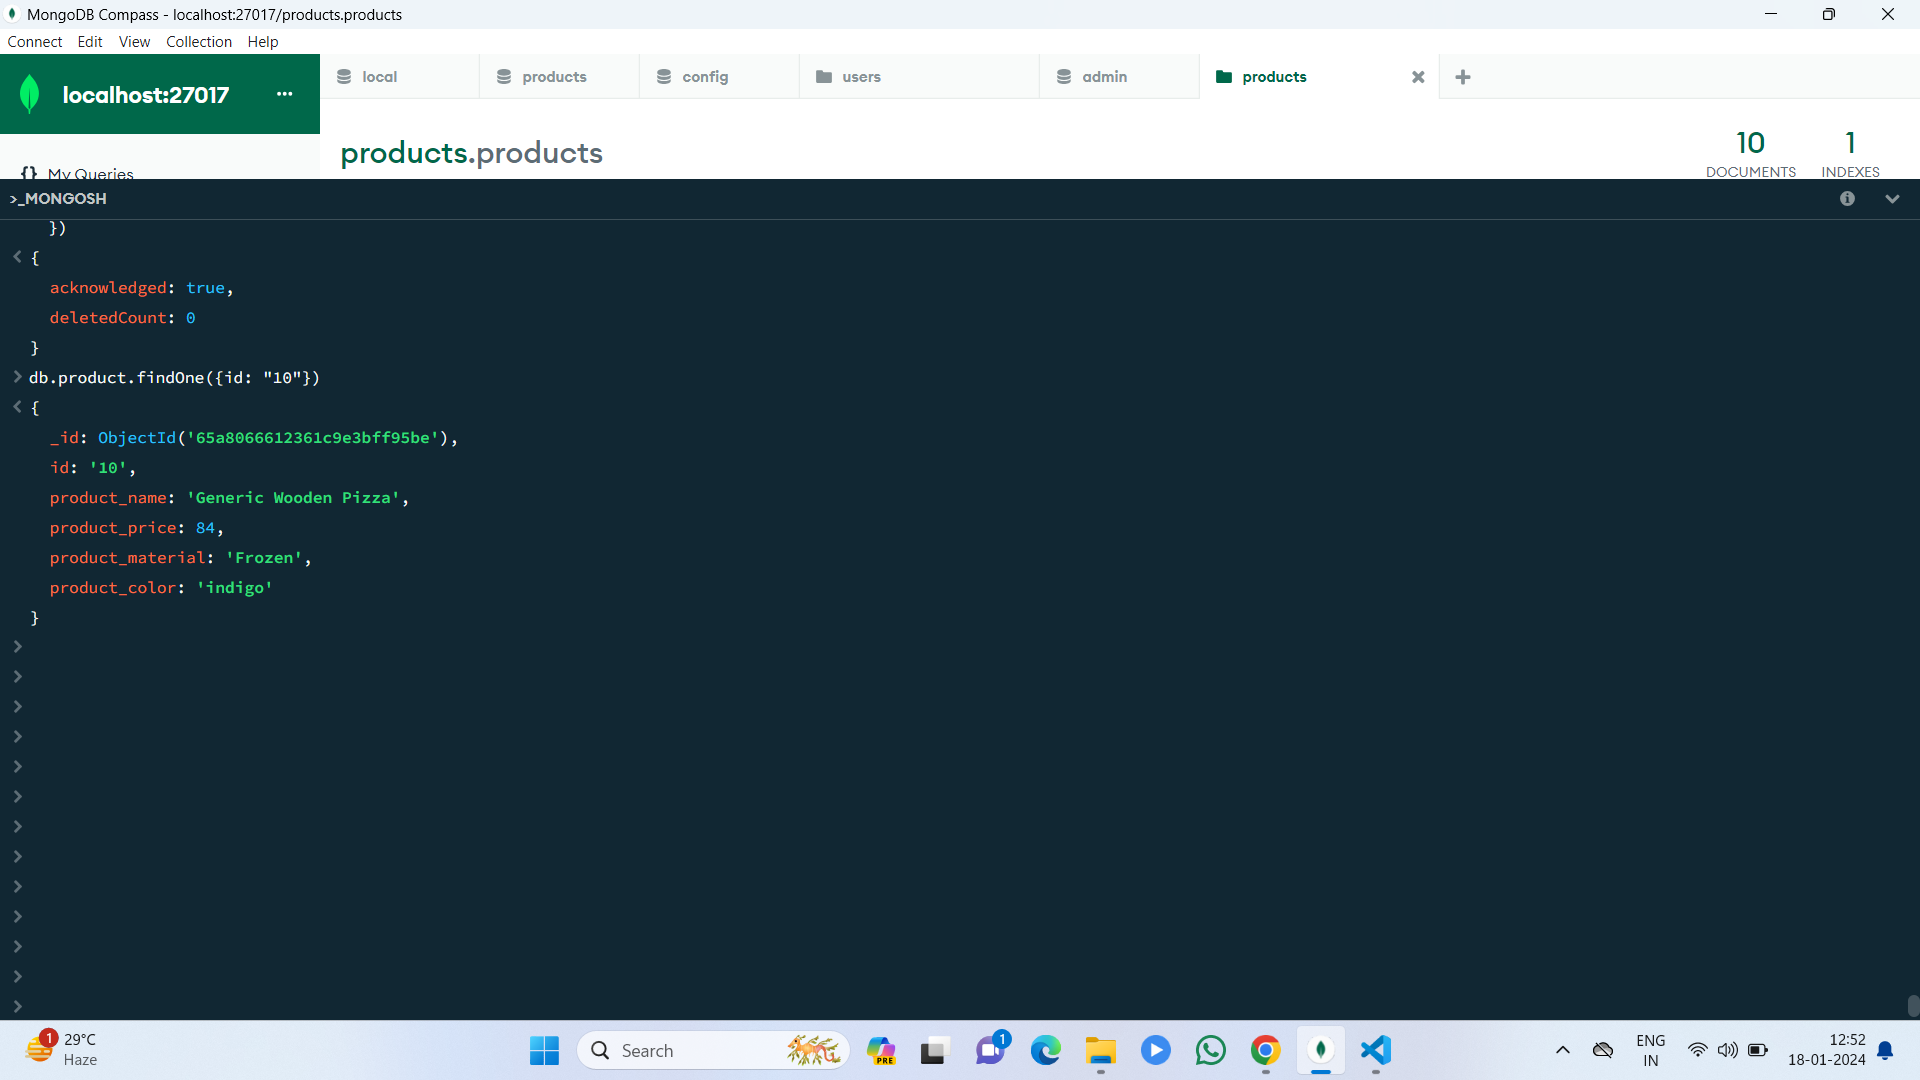 MongoDB Compass - localhost:27017/products.products
Connect Edit View Collection Help
localhost:27017 ...
local products config users admin products
{} My Queries
products.products
10 1
DOCUMENTS INDEXES
>_MONGOSH
})
< {
acknowledged: true,
deletedCount: 0
}
> db.product.findOne({id: "10"})
< {
_id: ObjectId('65a8066612361c9e3bff95be'),
id: '10',
product_name: 'Generic Wooden Pizza',
product_price: 84,
product_material: 'Frozen',
product_color: 'indigo'
}
>
>
>
>
>
>
>
>
>
>
>
>
>
1 29°C
Haze
Search
PRE
1
ENG
IN
12:52
18-01-2024